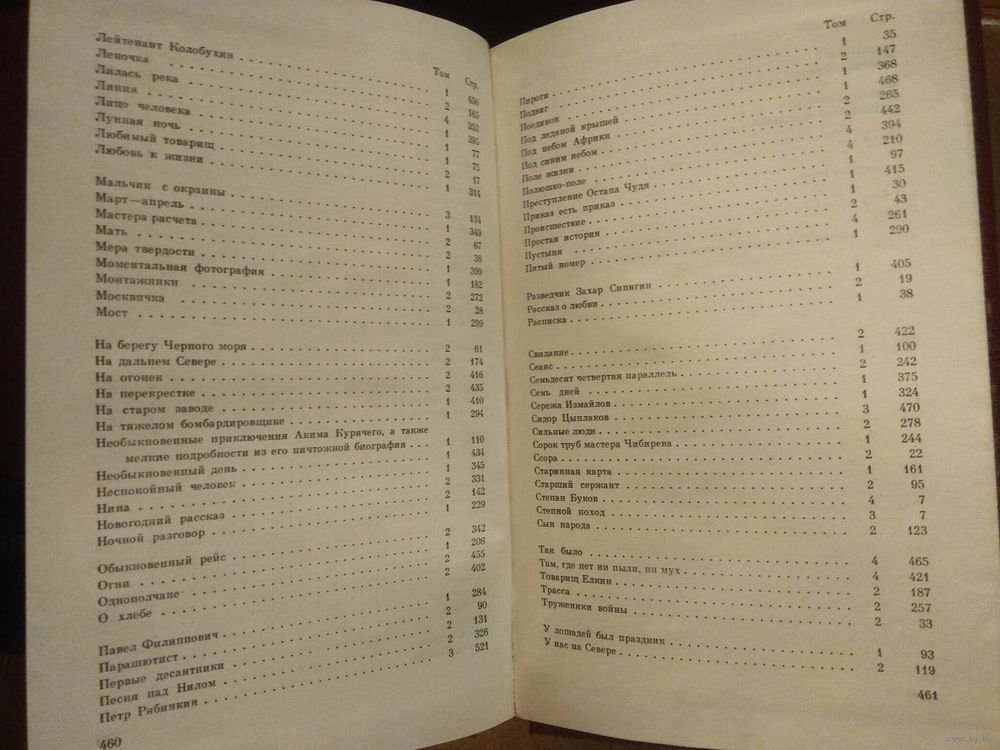 Том Стр.
Лейтенант Колобухин . . . 1 450
Леночка . . . 2 165
Лилась река . . . 4 353
Линия . . . 1 395
Лицо человека . . . 1 77
Лунная ночь . . . 1 75
Любимый товарищ . . . 2 17
Любовь к жизни . . . 1 314
Мальчик с окраины . . . 3 134
Март—апрель . . . 1 349
Мастера расчета . . . 2 67
Мать . . . 2 38
Мера твердости . . . 1 399
Моментальная фотография . . . 1 182
Монтажники . . . 2 272
Москвичка . . . 2 28
Мост . . . 1 299
На берегу Черного моря . . . 2 61
На дальнем Севере . . . 2 174
На огонек . . . 2 416
На перекрестке . . . 2 435
На старом заводе . . . 1 410
На тяжелом бомбардировщике . . . 1 294
Необыкновенные приключения Акима Курячего, а также
мелкие подробности из его ничтожной биографии . . . 1 110
Необыкновенный день . . . 1 434
Неспокойный человек . . . 1 345
Нина . . . 2 331
Новогодний рассказ . . . 2 142
Ночной разговор . . . 1 229
Обыкновенный рейс . . . 2 342
Огни . . . 1 208
Однополчане . . . 2 455
О хлебе . . . 2 402
Павел Филиппович . . . 1 284
Парашютист . . . 2 90
Первые десантники . . . 2 131
Песня над Нилом . . . 2 326
Петр Рябинкин . . . 3 521
460
Том Стр.
Пироги . . . 1 35
Подвиг . . . 2 147
Поединок . . . 1 368
Под ледяной крышей . . . 1 468
Под небом Африки . . . 2 265
Под синим небом . . . 2 442
Поле жизни . . . 4 394
Полюшко-поле . . . 4 210
Преступление Остапа Чудя . . . 1 97
Приказ есть приказ . . . 1 415
Происшествие . . . 1 30
Простая история . . . 2 43
Пустыня . . . 4 261
Пятый номер . . . 1 290
Разведчик Захар Сипягин . . . 1 405
Рассказ о любви . . . 2 19
Расписка . . . 1 38
Свидание . . . 2 422
Сеанс . . . 1 100
Семьдесят четвертая параллель . . . 2 242
Семь дней . . . 1 375
Сережа Измайлов . . . 1 324
Сидор Цыплаков . . . 3 470
Сильные люди . . . 2 278
Сорок труб мастера Чибирева . . . 1 244
Ссора . . . 2 22
Старинная карта . . . 1 161
Старший сержант . . . 2 95
Степан Буков . . . 4 7
Степной поход . . . 3 7
Сын народа . . . 2 123
Так было . . . 4 465
Там, где нет ни пыли, ни мух . . . 4 421
Товарищ Елкин . . . 2 187
Трасса . . . 2 257
Труженики войны . . . 2 33
У лошадей был праздник . . . 1 93
У нас на Севере . . . 2 119
461
www.ay.by